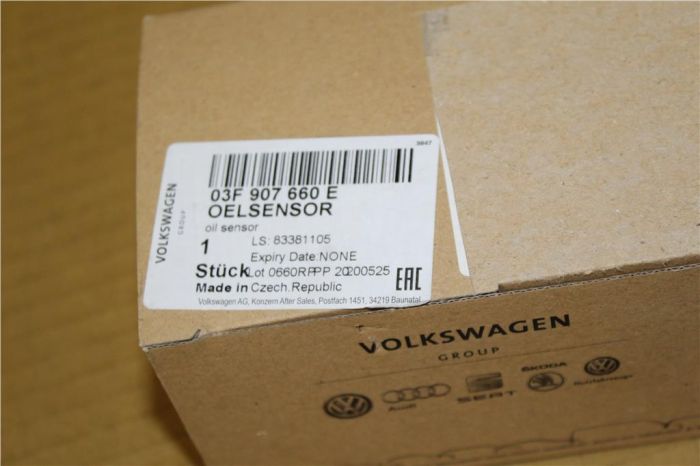 9847
03F 907 660 E
OELSENSOR
oil sensor
VOLKSWAGEN
GROUP
1
LS: 83381105
Expiry Date:NONE
Stück
Lot 0660RPPP 20200525
EAC
Made in Czech.Republic
Volkswagen AG, Konzern After Sales, Postfach 1451, 34219 Baunatal
VOLKSWAGEN
GROUP
Audi
SEAT
ŠKODA